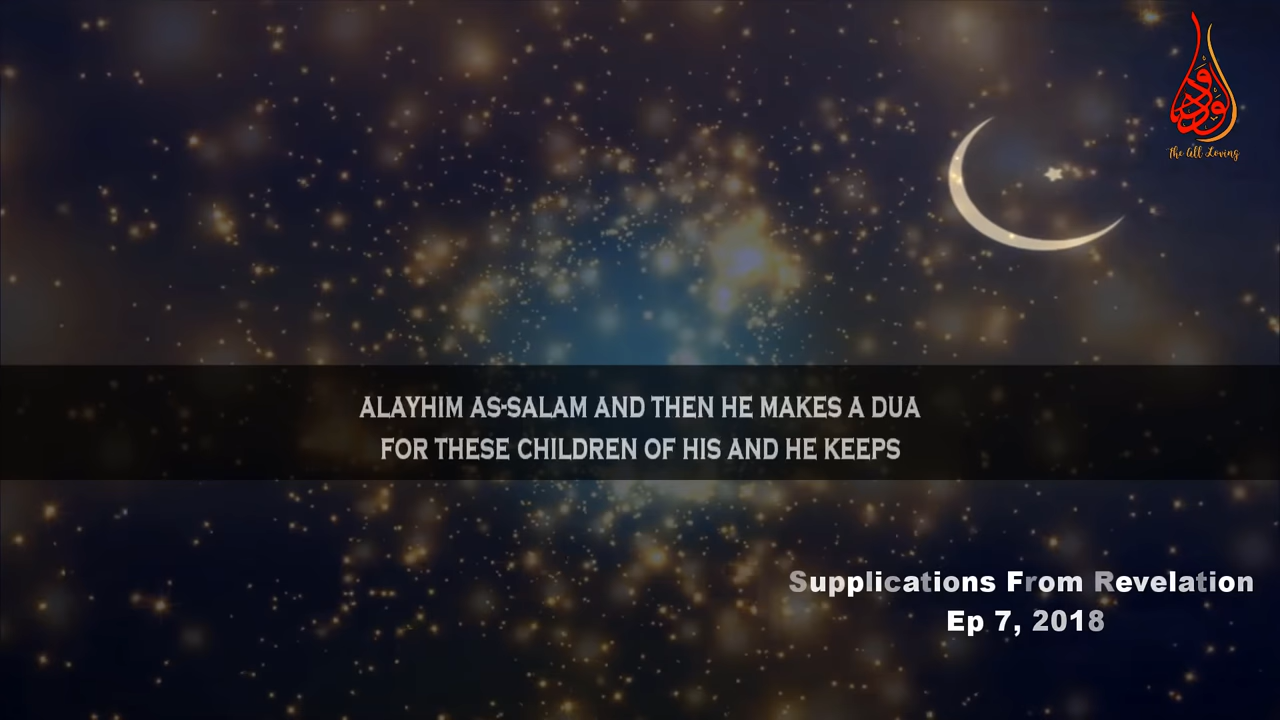 الودود
The All Loving
ALAYHIM AS-SALAM AND THEN HE MAKES A DUA
FOR THESE CHILDREN OF HIS AND HE KEEPS
Supplications From Revelation
Ep 7, 2018